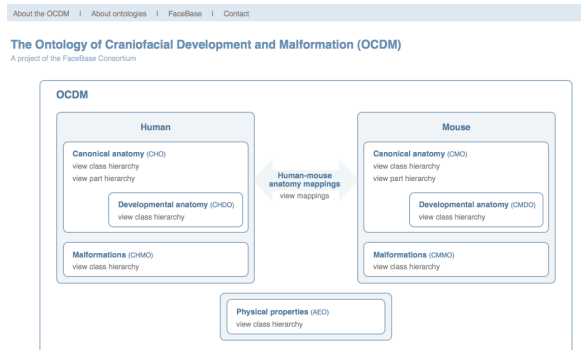 About the OCDM | About ontologies | FaceBase | Contact
The Ontology of Craniofacial Development and Malformation (OCDM)
A project of the FaceBase Consortium
OCDM
Human
Canonical anatomy (CHO)
view class hierarchy
view part hierarchy
Developmental anatomy (CHDO)
view class hierarchy
Malformations (CHMO)
view class hierarchy
Human-mouse
anatomy mappings
view mappings
Mouse
Canonical anatomy (CMO)
view class hierarchy
view part hierarchy
Developmental anatomy (CMDO)
view class hierarchy
Malformations (CMMO)
view class hierarchy
Physical properties (AEO)
view class hierarchy